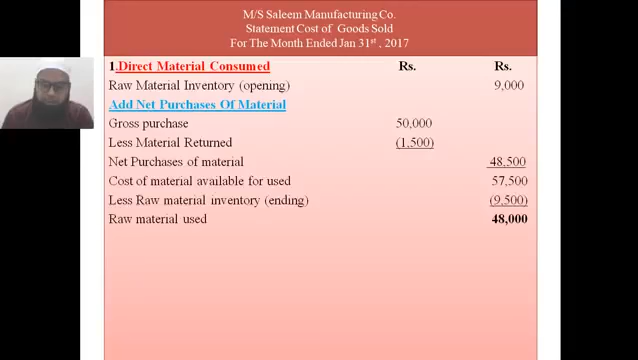 M/S Saleem Manufacturing Co.
Statement Cost of Goods Sold
For The Month Ended Jan 31st , 2017
1.Direct Material Consumed Rs. Rs.
Raw Material Inventory (opening) 9,000
Add Net Purchases Of Material
Gross purchase 50,000
Less Material Returned (1,500)
Net Purchases of material 48,500
Cost of material available for used 57,500
Less Raw material inventory (ending) (9,500)
Raw material used 48,000